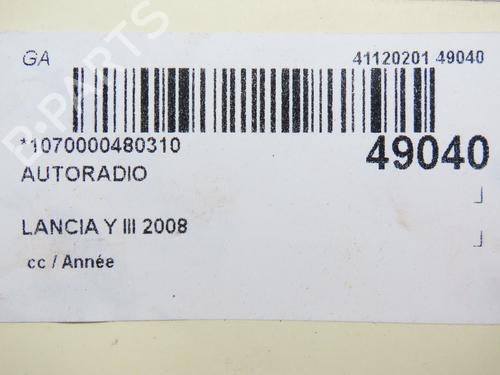 GA 41120201 49040
*1070000480310 49040
AUTORADIO
LANCIA Y III 2008
cc / Année
B-PARTS